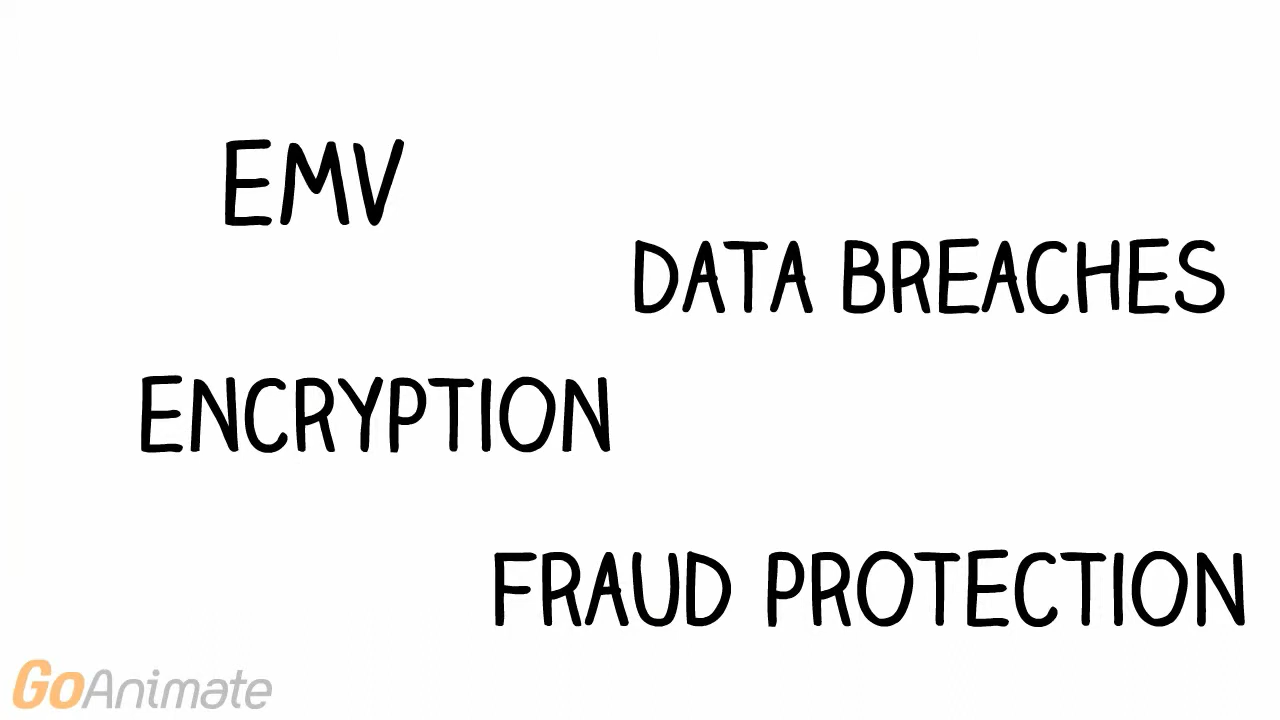 EMV
DATA BREACHES
ENCRYPTION
FRAUD PROTECTION
GoAnimate